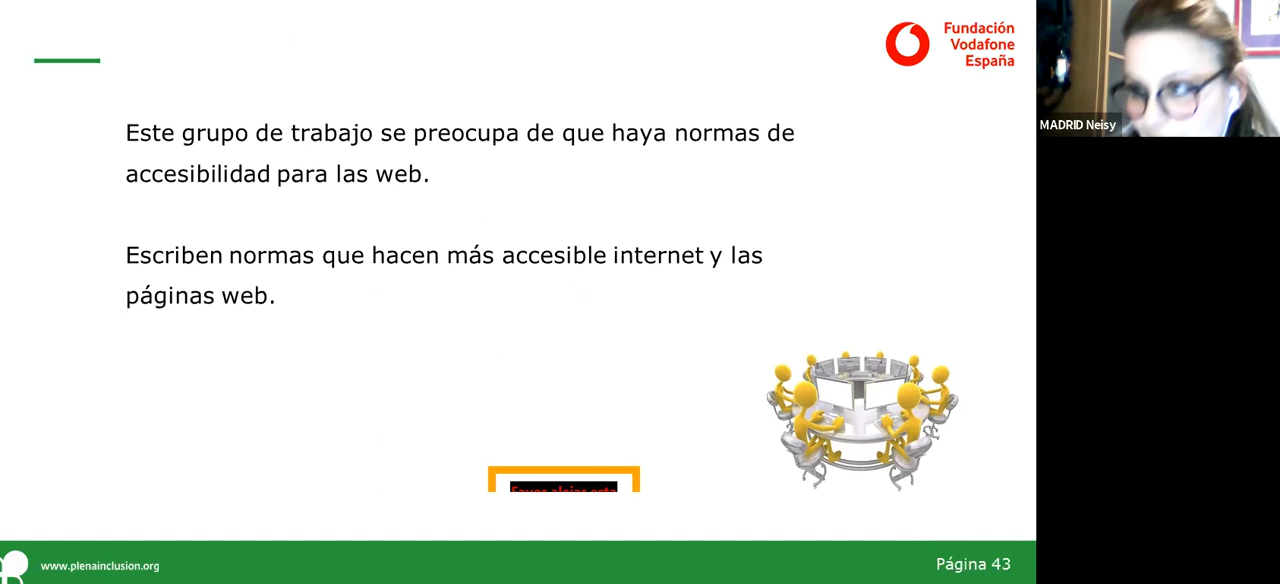 Fundación
Vodafone
España
MADRID Neisy
Este grupo de trabajo se preocupa de que haya normas de
accesibilidad para las web.
Escriben normas que hacen más accesible internet y las
páginas web.
www.plenainclusion.org
Página 43